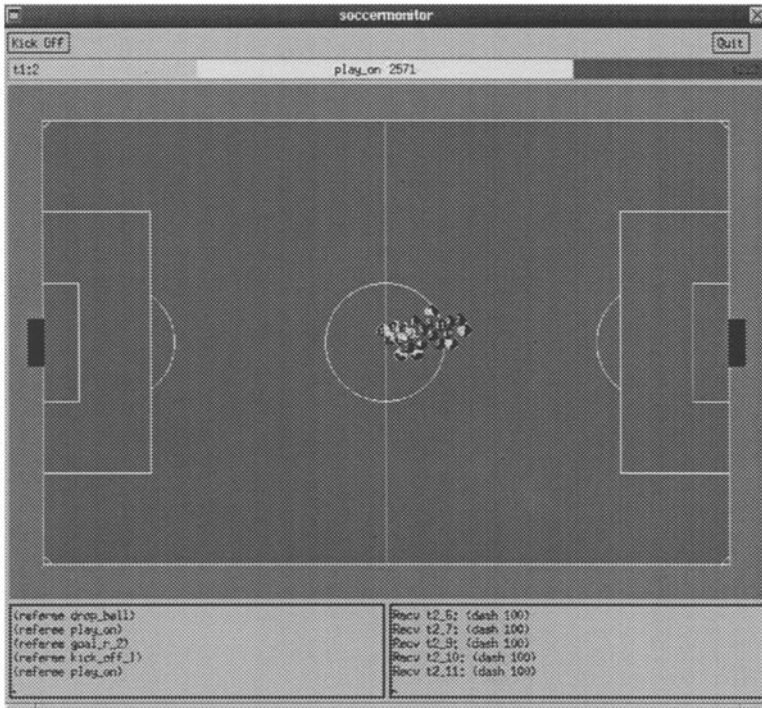 soccermonitor
Kick Off
Quit
t1:2
play_on 2571
(referee drop_ball)
(referee play_on)
(referee goal_r_2)
(referee kick_off_l)
(referee play_on)
Recv t2_6: (dash 100)
Recv t2_7: (dash 100)
Recv t2_9: (dash 100)
Recv t2_10: (dash 100)
Recv t2_11: (dash 100)